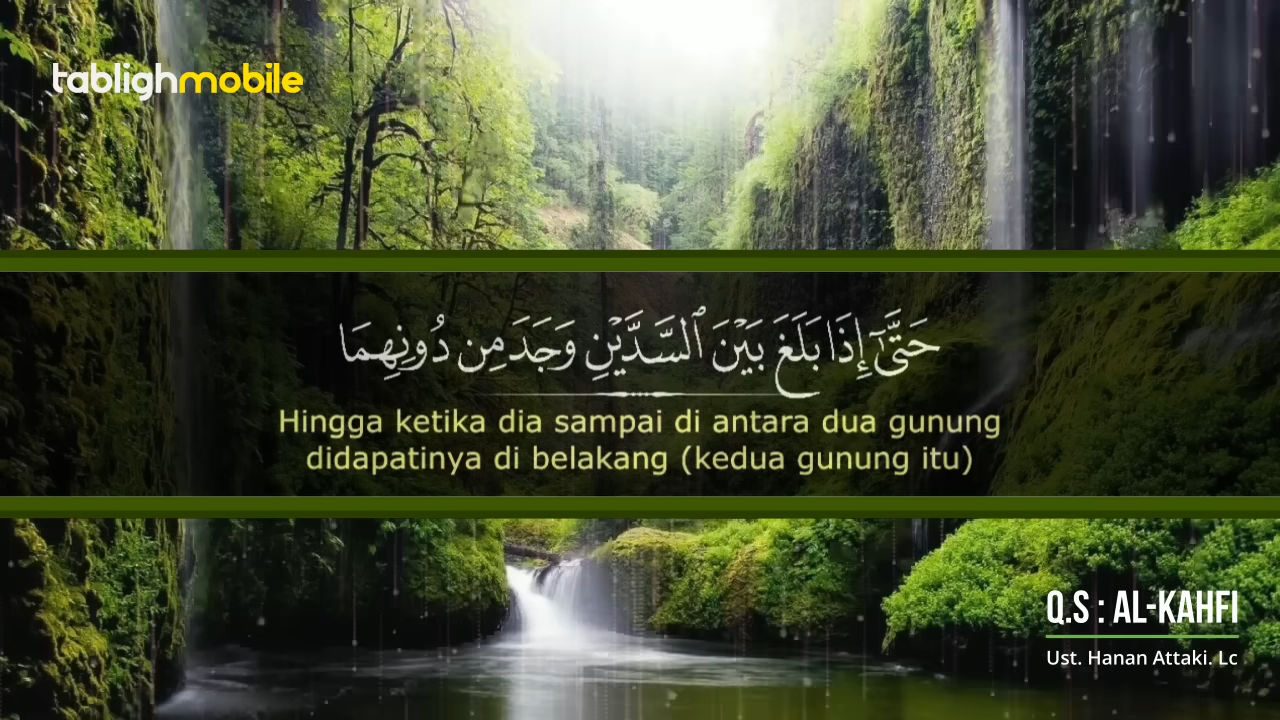 tablighmobile
حَتَّىٰٓ إِذَا بَلَغَ بَيْنَ ٱلسَّدَّيْنِ وَجَدَ مِن دُونِهِمَا
Hingga ketika dia sampai di antara dua gunung
didapatinya di belakang (kedua gunung itu)
Q.S : AL-KAHFI
Ust. Hanan Attaki. Lc